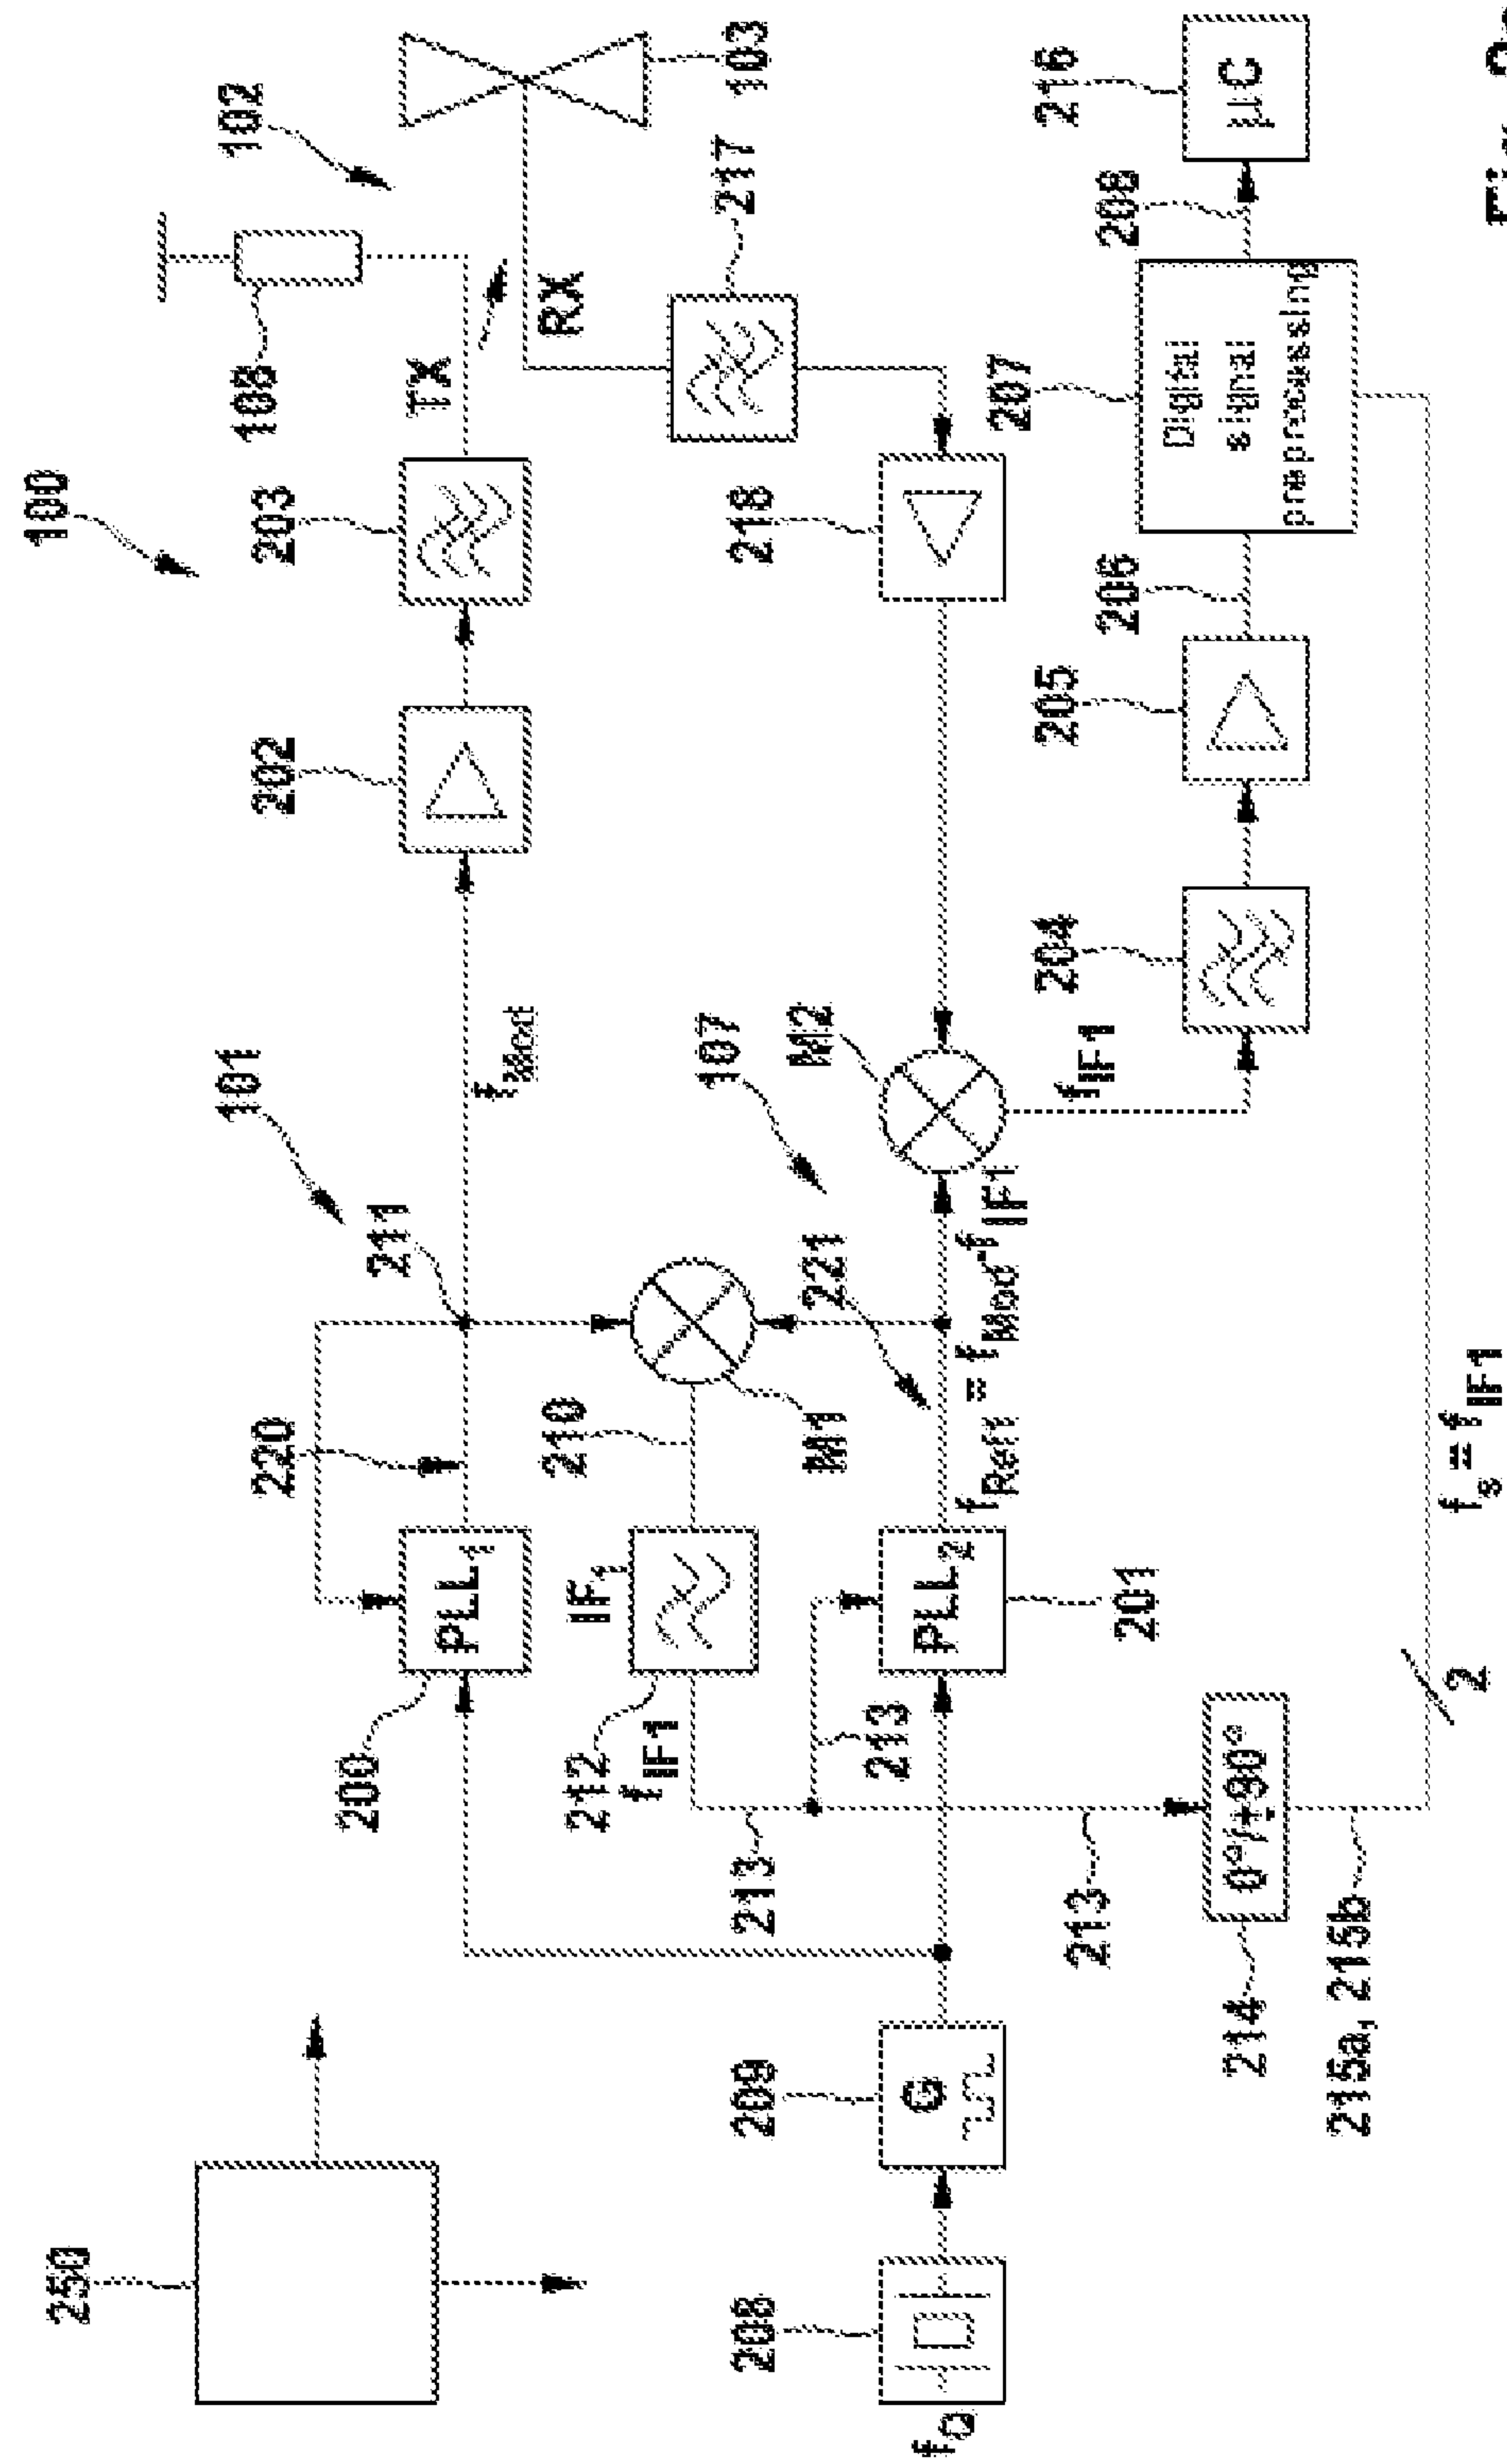 100
102
250
101
220
211
202
203
108
103
200
PLL1
fMod
TX
RX
212
IF1
210
107
217
fIF1
M1
218
213
213
221
M2
208
209
G
PLL2
fQ
201
fRef1 = fMod-fIF1
fIF1
204
205
206
207
208
216
213
214
0°/±90°
Digital
signal
preprocessing
µC
215a, 215b
2
fs = fIF1